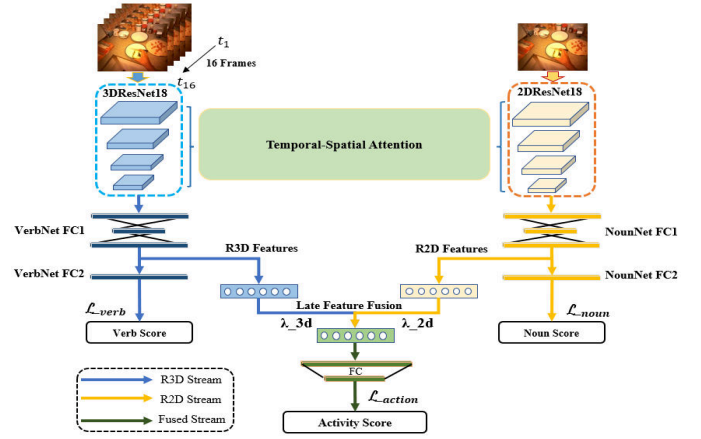 t₁
16 Frames
t₁₆
3DResNet18
2DResNet18
Temporal-Spatial Attention
VerbNet FC1
NounNet FC1
R3D Features
R2D Features
VerbNet FC2
NounNet FC2
Late Feature Fusion
ℒ_verb
λ_3d
λ_2d
ℒ_noun
Verb Score
Noun Score
FC
R3D Stream
R2D Stream
Fused Stream
ℒ_action
Activity Score